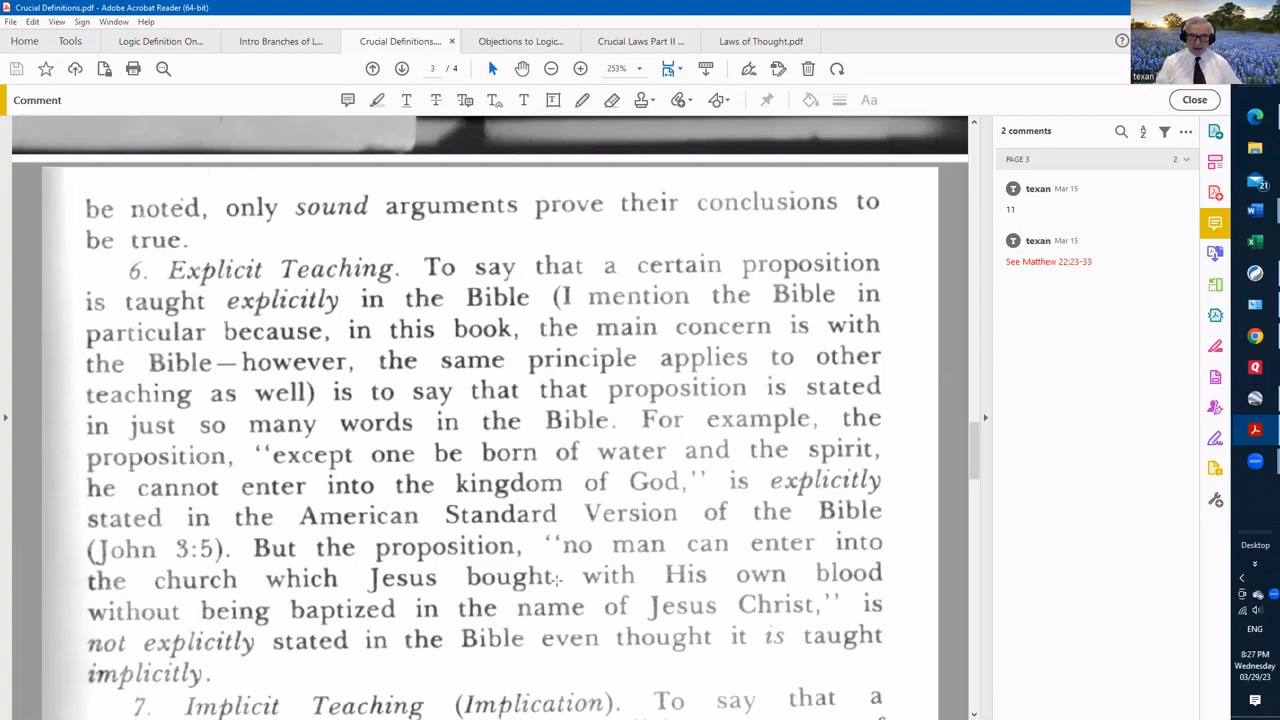 Crucial Definitions.pdf - Adobe Acrobat Reader (64-bit)
File Edit View Sign Window Help
Home Tools Logic Definition On... Intro Branches of L... Crucial Definitions.... × ws to Logic... Crucial Laws Part II ... Laws of Thought.pdf
3 / 4 253%
Comment Aa Close
be noted, only sound arguments prove their conclusions to
be true.
6. Explicit Teaching. To say that a certain proposition
is taught explicitly in the Bible (I mention the Bible in
particular because, in this book, the main concern is with
the Bible—however, the same principle applies to other
teaching as well) is to say that that proposition is stated
in just so many words in the Bible. For example, the
proposition, ‘‘except one be born of water and the spirit,
he cannot enter into the kingdom of God,’’ is explicitly
stated in the American Standard Version of the Bible
(John 3:5). But the proposition, ‘‘no man can enter into
the church which Jesus bought with His own blood
without being baptized in the name of Jesus Christ,’’ is
not explicitly stated in the Bible even thought it is taught
implicitly.
7. Implicit Teaching (Implication). To say that a
2 comments
PAGE 3 2
T texan Mar 15
11
T texan Mar 15
See Matthew 22:23-33
texan
21
Desktop
ENG
8:27 PM
Wednesday
03/29/23